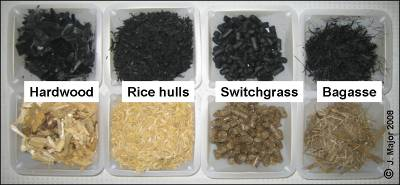 Hardwood
Rice hulls
Switchgrass
Bagasse
© J. Major 2008